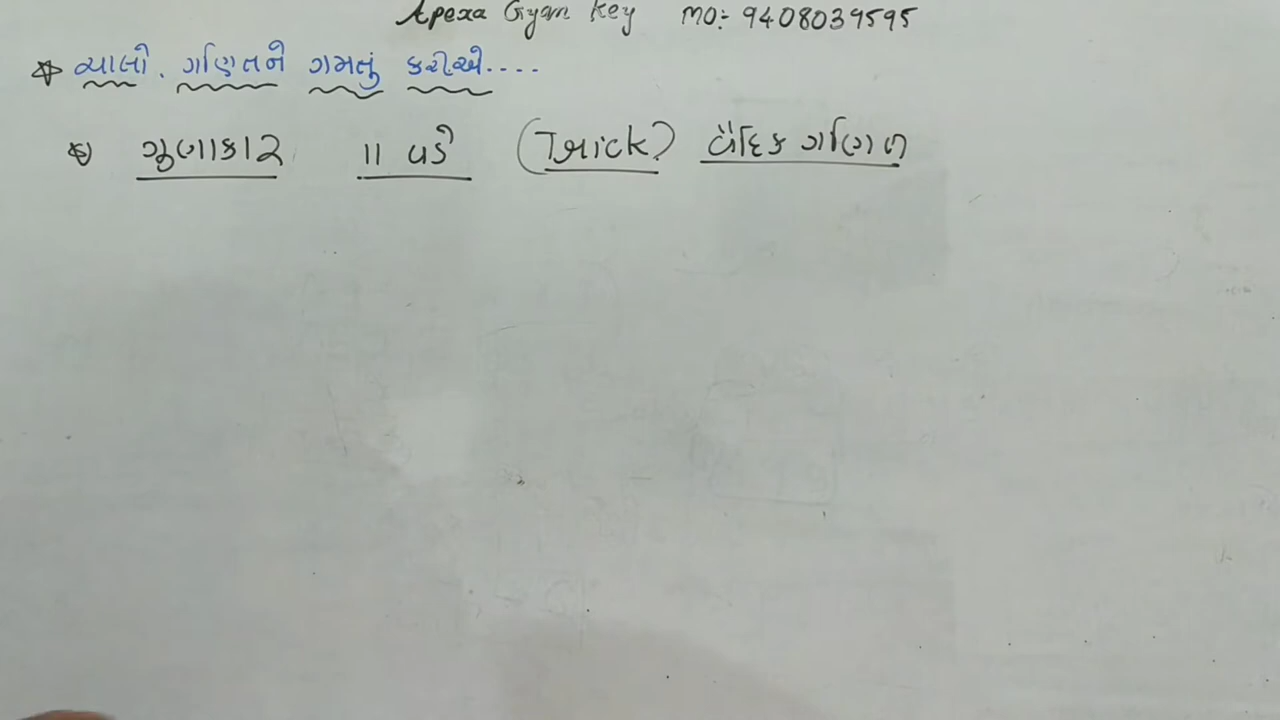 Apexa Gyan Key MO:- 9408039595
ચાલો. ગણિતને ગમતું કરીએ....
ગુણાકાર 11 વડે (Trick) વૈદિક ગણિત